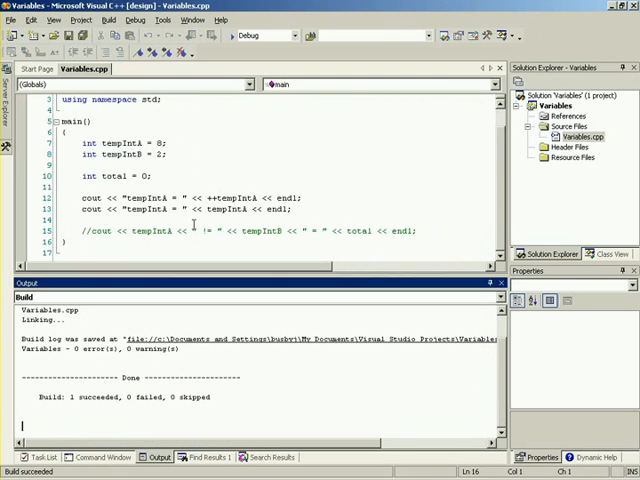 Variables - Microsoft Visual C++ [design] - Variables.cpp
File Edit View Project Build Debug Tools Window Help
Debug
Start Page Variables.cpp
(Globals) main
3 using namespace std;
4
5 main()
6 {
7 int tempIntA = 8;
8 int tempIntB = 2;
9
10 int total = 0;
11
12 cout << "tempIntA = " << ++tempIntA << endl;
13 cout << "tempIntA = " << tempIntA << endl;
14
15 //cout << tempIntA << " != " << tempIntB << " = " << total << endl;
16 }
17
Server Explorer
Solution Explorer - Variables
Solution 'Variables' (1 project)
Variables
References
Source Files
Variables.cpp
Header Files
Resource Files
Solution Explorer Class View
Properties
Output
Build
Variables.cpp
Linking...
Build log was saved at "file://c:\Documents and Settings\busbyj\My Documents\Visual Studio Projects\Variables
Variables - 0 error(s), 0 warning(s)
---------------------- Done ----------------------
Build: 1 succeeded, 0 failed, 0 skipped
Task List Command Window Output Find Results 1 Search Results
Properties Dynamic Help
Build succeeded Ln 16 Col 1 Ch 1 INS